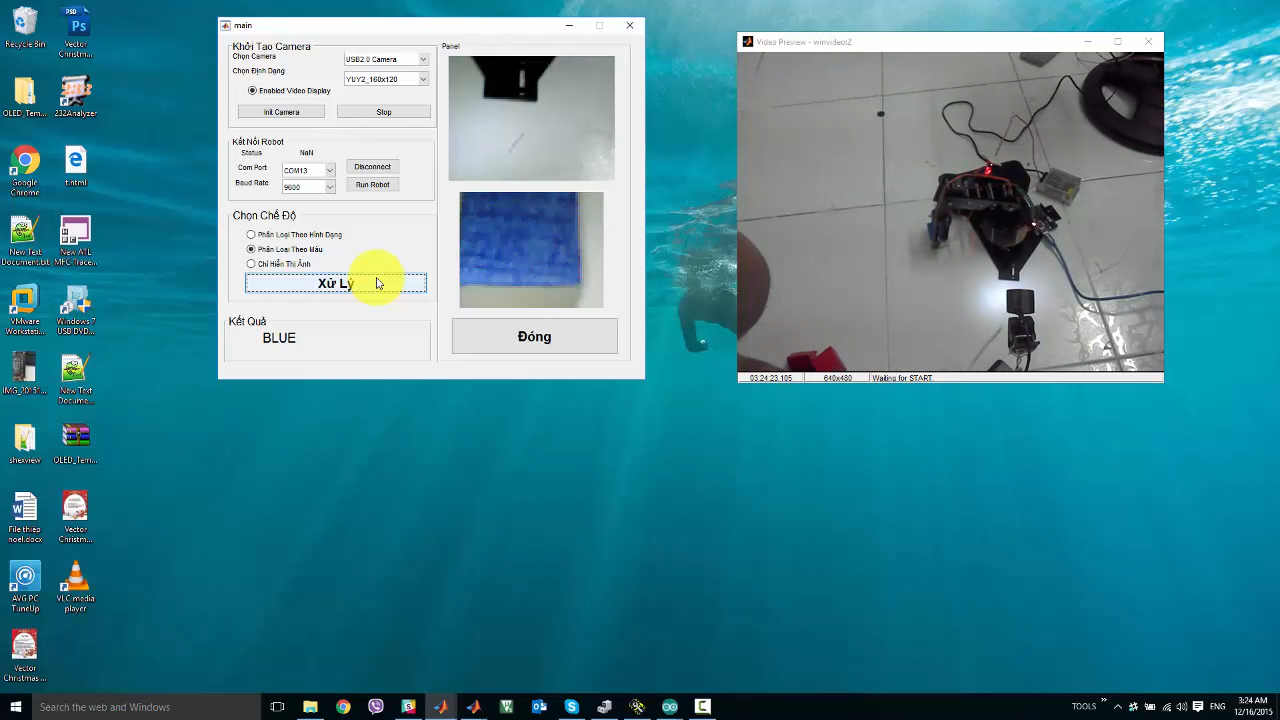 Recycle Bin
PSD
Ps
Vector
Christm...
OLED_Tem...
232Analyzer
Google
Chrome
t.html
New Text
Document.txt
New ATL
MFC Trace...
VMware
Workstati...
Windows 7
USB DVD...
IMG_2015:...
New Text
Docume...
shexview
OLED_Tem...
File thiệp
noel.docx
Vector
Christm...
AVG PC
TuneUp
VLC media
player
Vector
Christmas ...
main
Khởi Tạo Camera
Chọn Camera
USB2.0 Camera
Chọn Định Dạng
YUY2_160x120
Enabled Video Display
Init Camera
Stop
Kết Nối Robot
Status
NaN
Com Port
COM13
Disconnect
Baud Rate
9600
Run Robot
Chọn Chế Độ
Phân Loại Theo Hình Dạng
Phân Loại Theo Màu
Chỉ Hiển Thị Ảnh
Xử Lý
Kết Quả
BLUE
Panel
Đóng
Video Preview - winvideo:2
03:24:23.105
640x480
Waiting for START.
Search the web and Windows
TOOLS
ENG
3:24 AM
12/16/2015